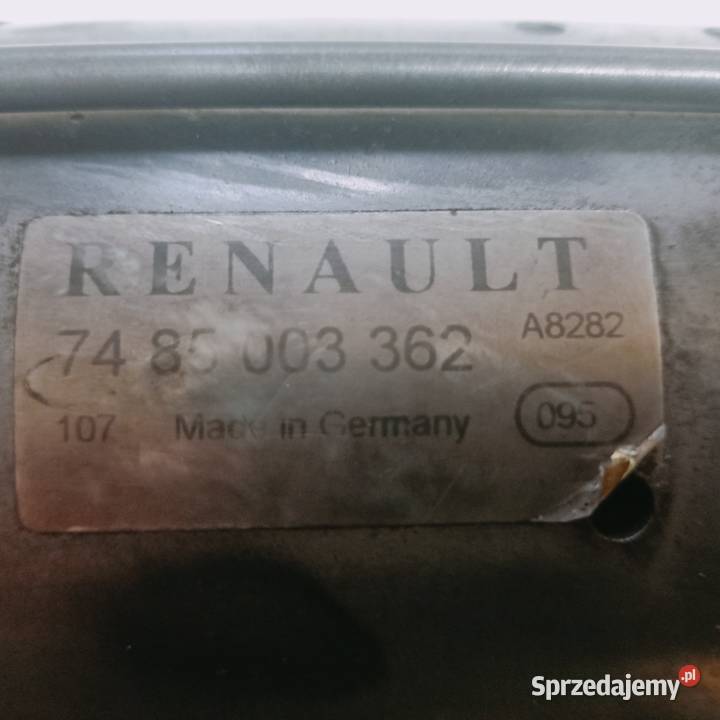 RENAULT
74 85 003 362 A8282
107 Made in Germany 095
Sprzedajemy.pl